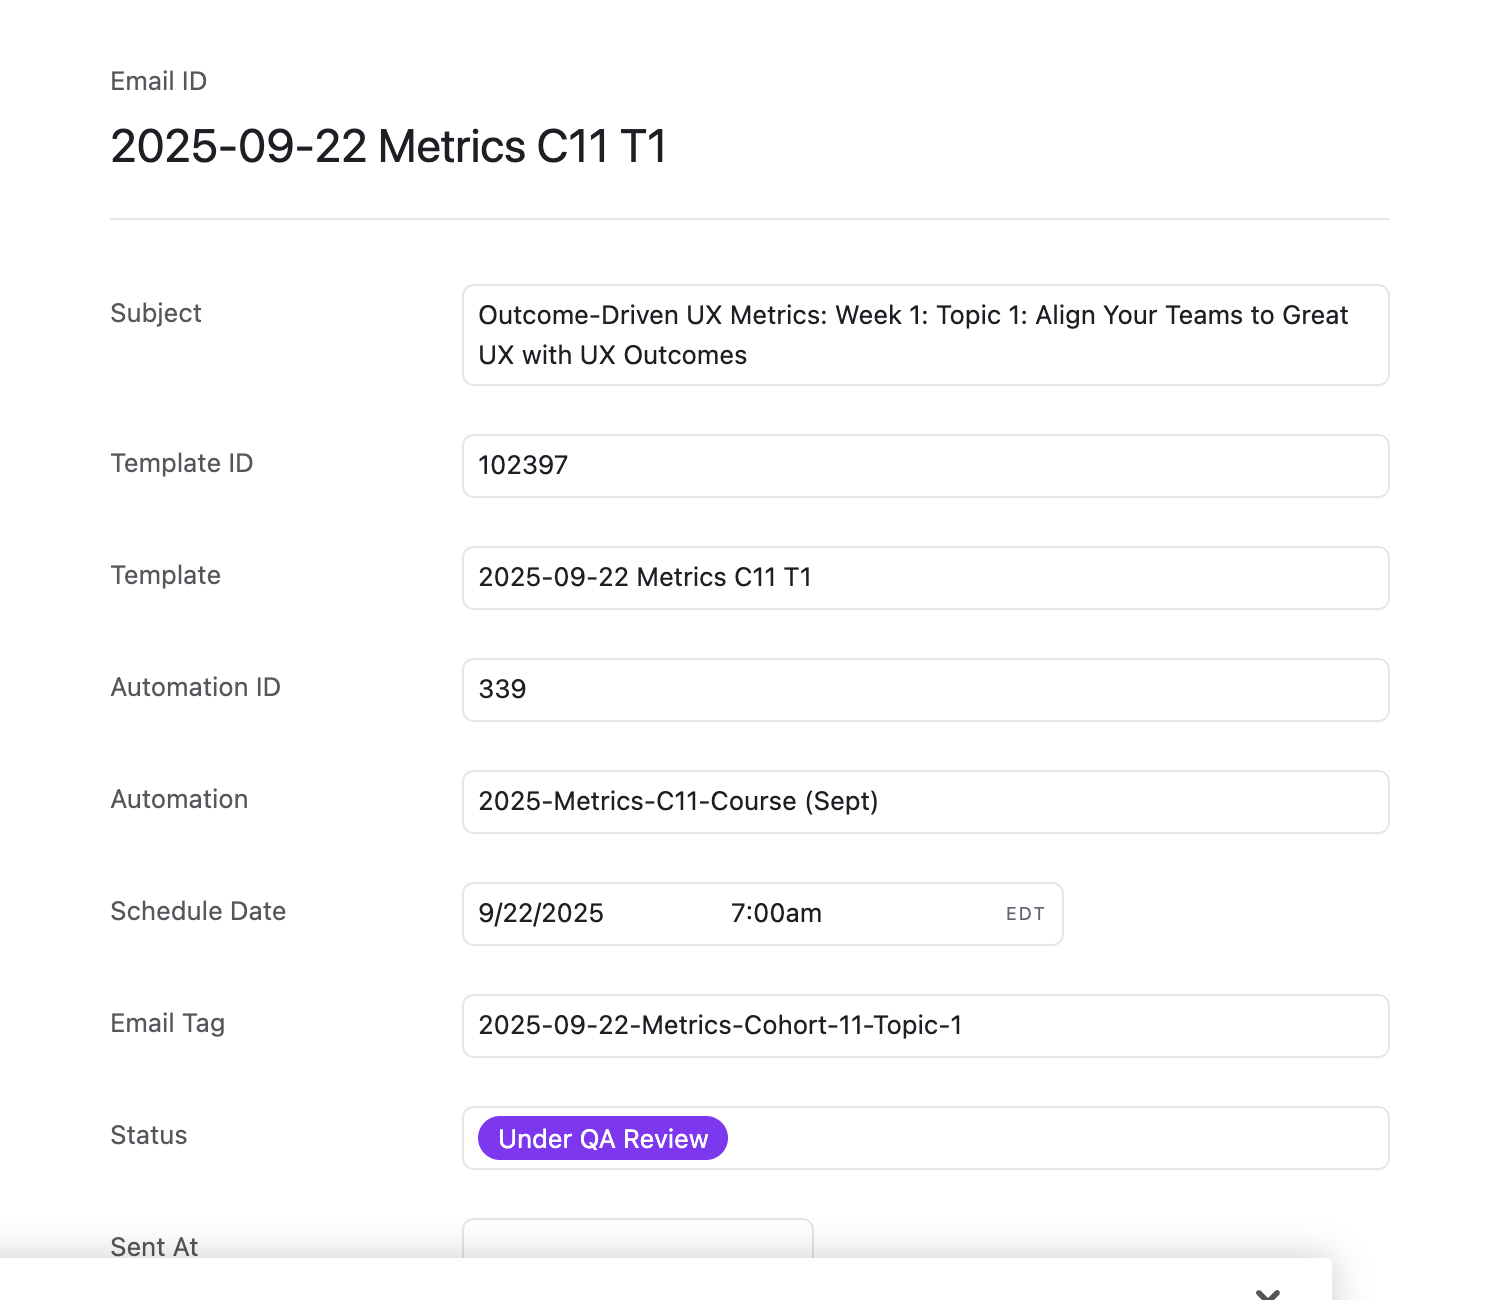 Email ID
2025-09-22 Metrics C11 T1
Subject
Outcome-Driven UX Metrics: Week 1: Topic 1: Align Your Teams to Great
UX with UX Outcomes
Template ID
102397
Template
2025-09-22 Metrics C11 T1
Automation ID
339
Automation
2025-Metrics-C11-Course (Sept)
Schedule Date
9/22/2025 7:00am EDT
Email Tag
2025-09-22-Metrics-Cohort-11-Topic-1
Status
Under QA Review
Sent At